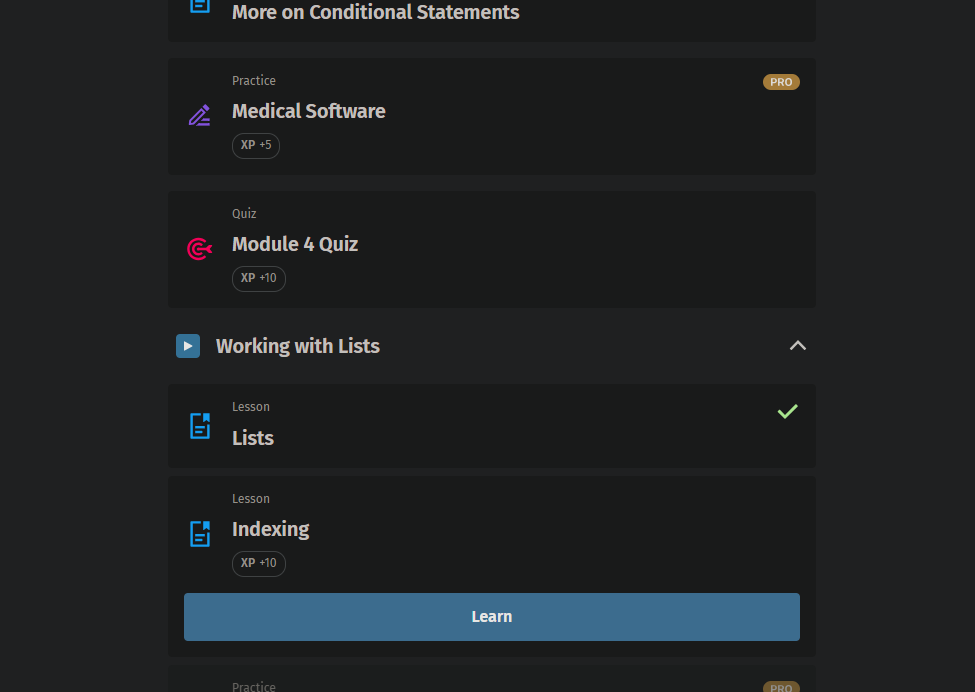 More on Conditional Statements
Practice
PRO
Medical Software
XP +5
Quiz
Module 4 Quiz
XP +10
Working with Lists
Lesson
Lists
Lesson
Indexing
XP +10
Learn
Practice
PRO